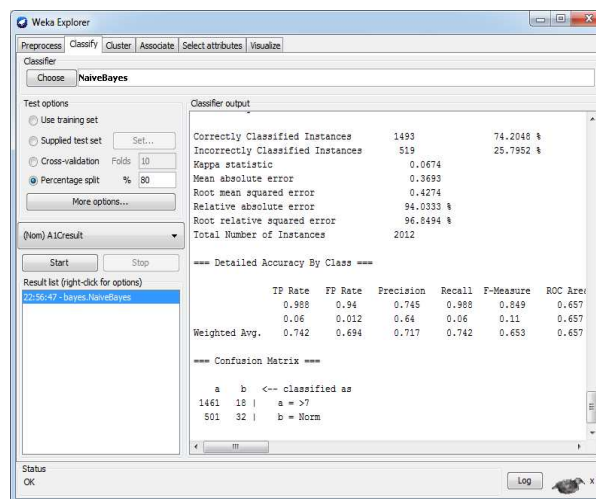 Weka Explorer
Preprocess Classify Cluster Associate Select attributes Visualize
Classifier
Choose NaiveBayes
Test options
Use training set
Supplied test set Set...
Cross-validation Folds 10
Percentage split % 80
More options...
(Nom) A1Cresult
Start Stop
Result list (right-click for options)
22:56:47 - bayes.NaiveBayes
Classifier output
Correctly Classified Instances 1493 74.2048 %
Incorrectly Classified Instances 519 25.7952 %
Kappa statistic 0.0674
Mean absolute error 0.3693
Root mean squared error 0.4274
Relative absolute error 94.0333 %
Root relative squared error 96.8494 %
Total Number of Instances 2012
=== Detailed Accuracy By Class ===
TP Rate FP Rate Precision Recall F-Measure ROC Area
0.988 0.94 0.745 0.988 0.849 0.657
0.06 0.012 0.64 0.06 0.11 0.657
Weighted Avg. 0.742 0.694 0.717 0.742 0.653 0.657
=== Confusion Matrix ===
a b <-- classified as
1461 18 | a = >7
501 32 | b = Norm
Status
OK
Log x